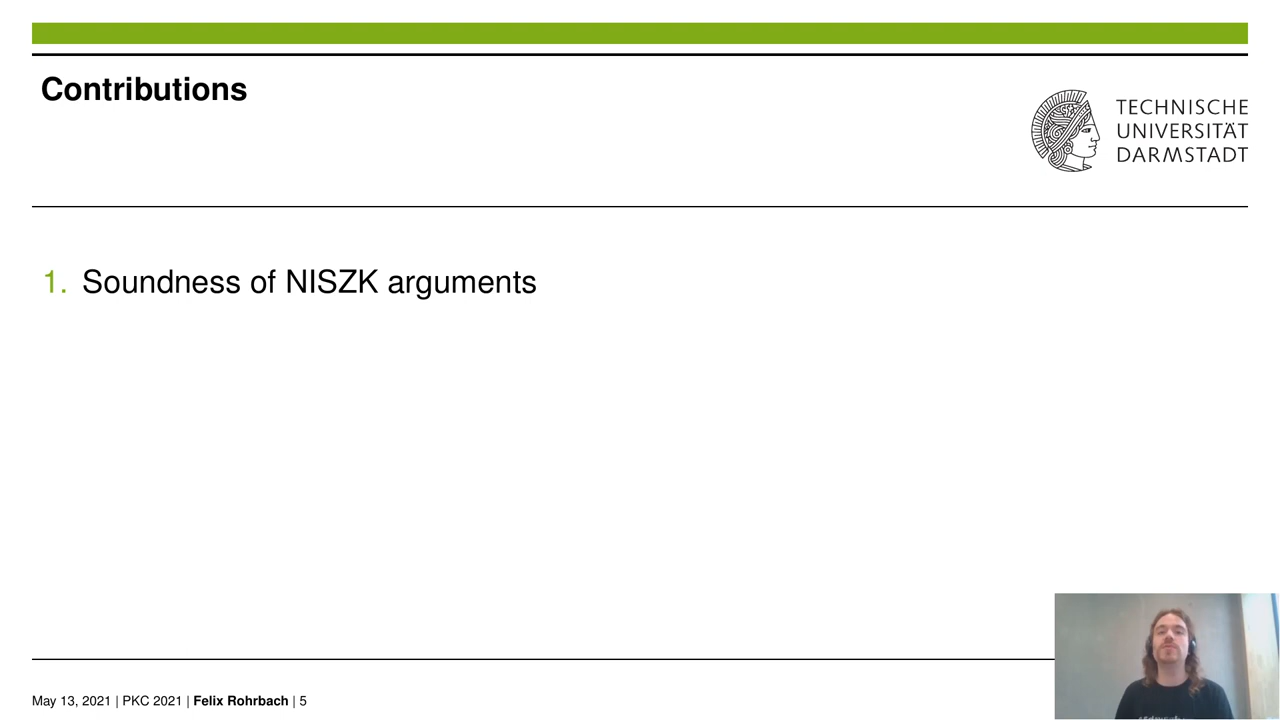 Contributions
TECHNISCHE
UNIVERSITÄT
DARMSTADT
1. Soundness of NISZK arguments
May 13, 2021 | PKC 2021 | Felix Rohrbach | 5